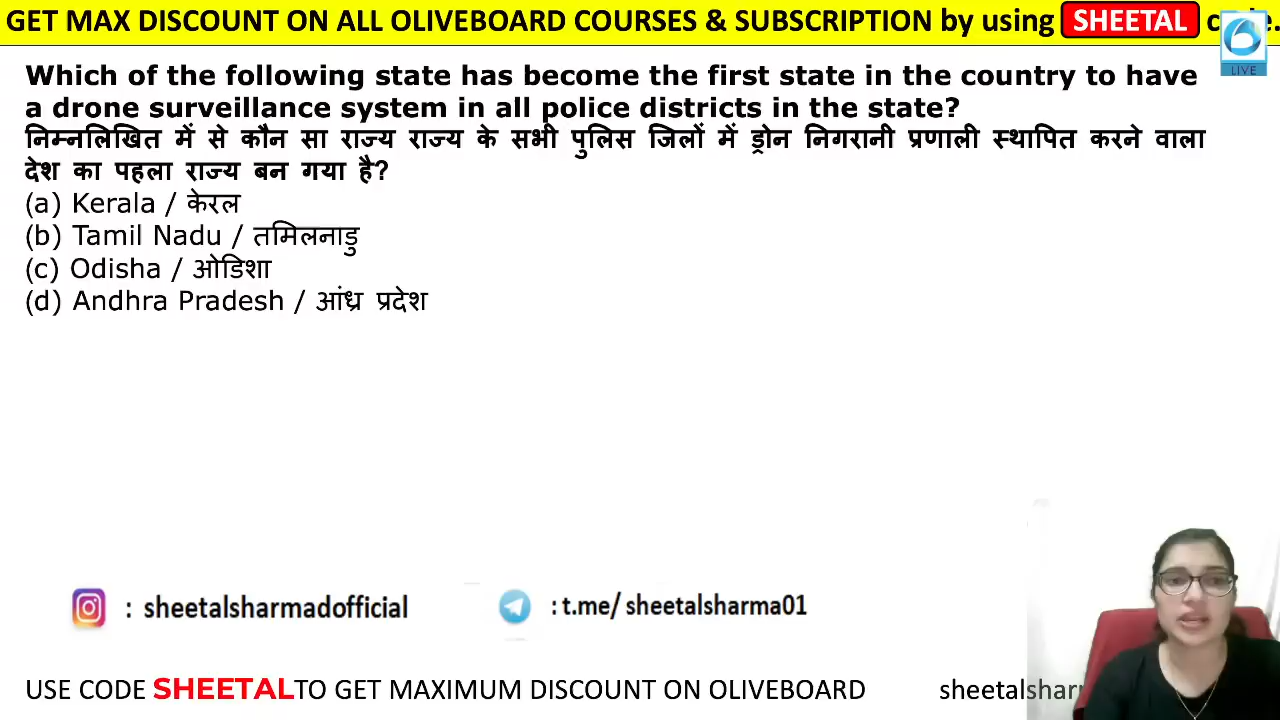 GET MAX DISCOUNT ON ALL OLIVEBOARD COURSES & SUBSCRIPTION by using SHEETAL
LIVE
Which of the following state has become the first state in the country to have
a drone surveillance system in all police districts in the state?
निम्नलिखित में से कौन सा राज्य राज्य के सभी पुलिस जिलों में ड्रोन निगरानी प्रणाली स्थापित करने वाला
देश का पहला राज्य बन गया है?
(a) Kerala / केरल
(b) Tamil Nadu / तमिलनाडु
(c) Odisha / ओडिशा
(d) Andhra Pradesh / आंध्र प्रदेश
: sheetalsharmadofficial
: t.me/ sheetalsharma01
USE CODE SHEETALTO GET MAXIMUM DISCOUNT ON OLIVEBOARD